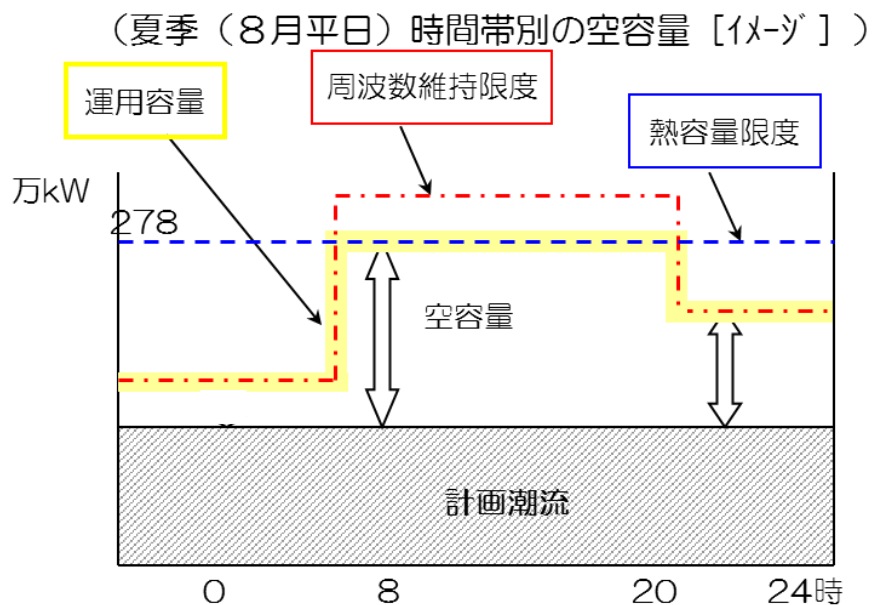 (夏季(８月平日)時間帯別の空容量［ｲﾒｰｼﾞ］)
運用容量
周波数維持限度
熱容量限度
万kW
278
空容量
計画潮流
0
8
20
24時